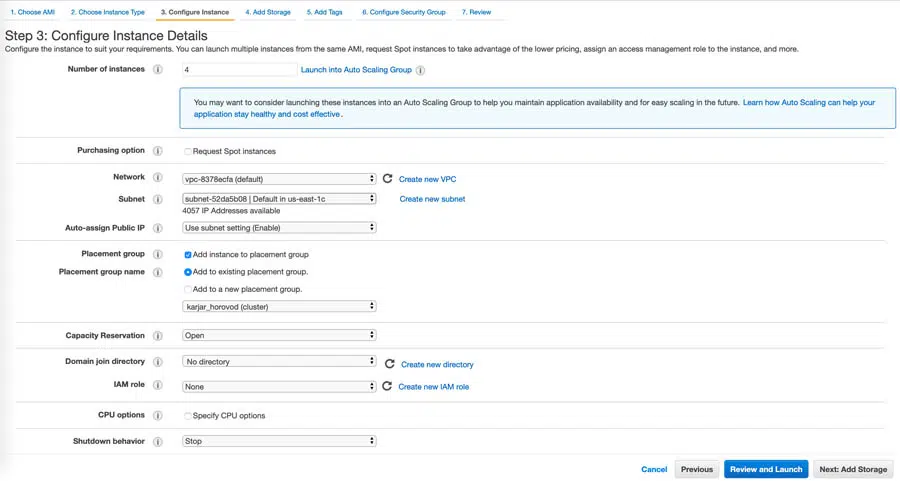 1. Choose AMI 2. Choose Instance Type 3. Configure Instance 4. Add Storage 5. Add Tags 6. Configure Security Group 7. Review
Step 3: Configure Instance Details
Configure the instance to suit your requirements. You can launch multiple instances from the same AMI, request Spot instances to take advantage of the lower pricing, assign an access management role to the instance, and more.
Number of instances i 4 Launch into Auto Scaling Group i
You may want to consider launching these instances into an Auto Scaling Group to help you maintain application availability and for easy scaling in the future. Learn how Auto Scaling can help your
application stay healthy and cost effective.
Purchasing option i Request Spot instances
Network i vpc-8378ecfa (default) Create new VPC
Subnet i subnet-52da5b08 | Default in us-east-1c Create new subnet
4057 IP Addresses available
Auto-assign Public IP i Use subnet setting (Enable)
Placement group i Add instance to placement group
Placement group name i Add to existing placement group.
Add to a new placement group.
karjar_horovod (cluster)
Capacity Reservation i Open
Domain join directory i No directory Create new directory
IAM role i None Create new IAM role
CPU options i Specify CPU options
Shutdown behavior i Stop
Cancel Previous Review and Launch Next: Add Storage